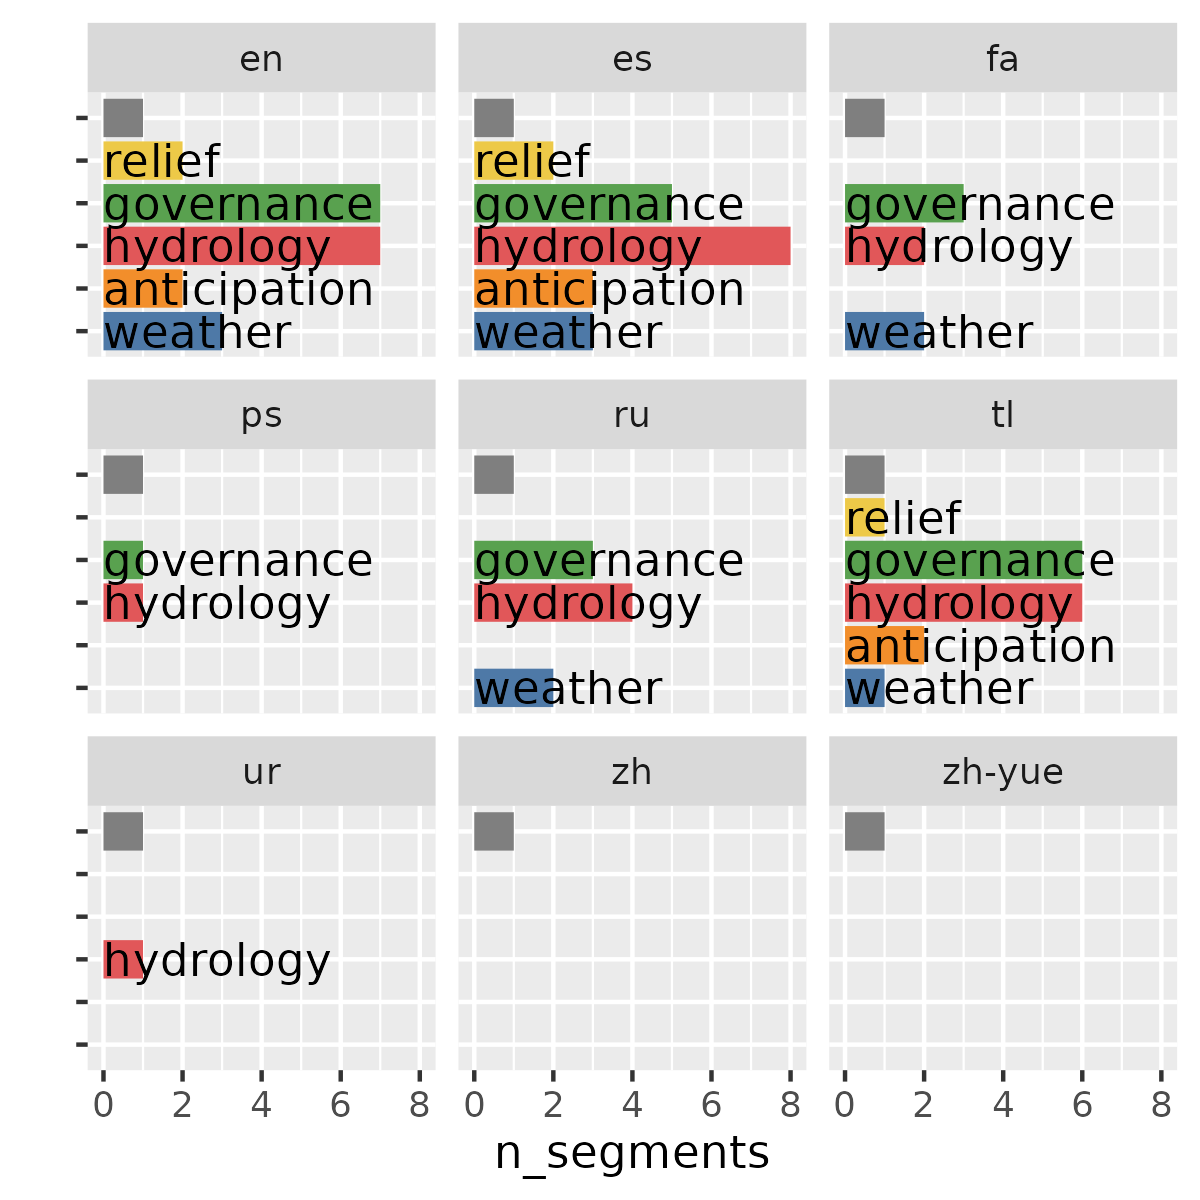 en
es
fa
relief
governance
hydrology
anticipation
weather
relief
governance
hydrology
anticipation
weather
governance
hydrology
weather
ps
ru
tl
governance
hydrology
governance
hydrology
weather
relief
governance
hydrology
anticipation
weather
ur
zh
zh-yue
hydrology
0 2 4 6 8
0 2 4 6 8
0 2 4 6 8
n_segments